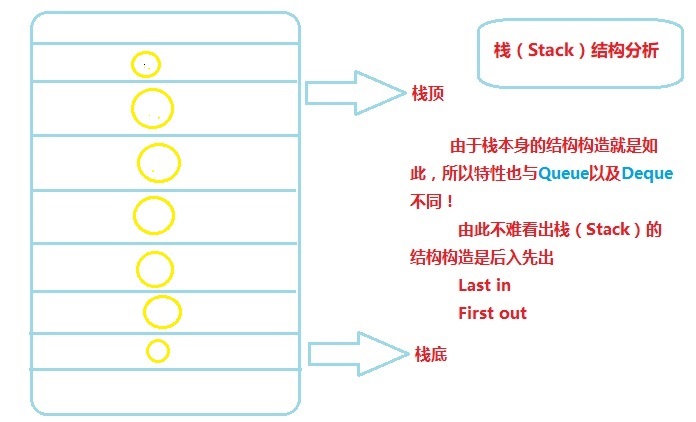 栈（Stack）结构分析
栈顶
由于栈本身的结构构造就是如
此，所以特性也与Queue以及Deque
不同！
由此不难看出栈（Stack）的
结构构造是后入先出
Last in
First out
栈底